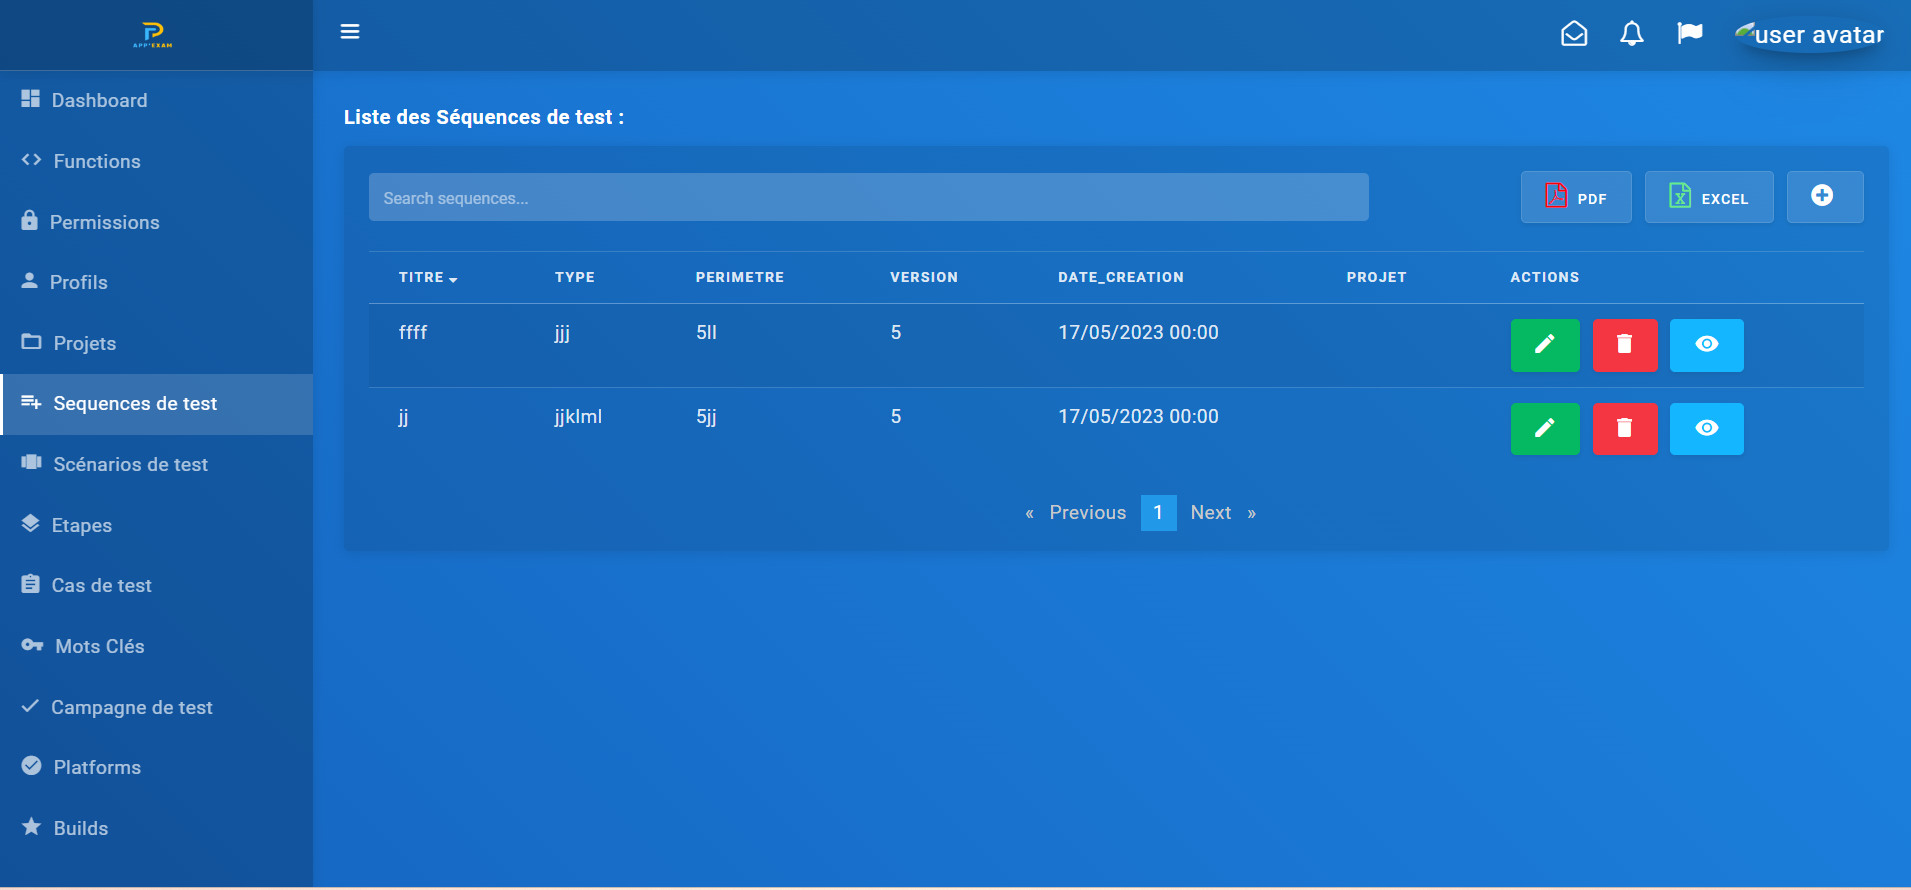 APP'EXAM
user avatar
Dashboard
Functions
Permissions
Profils
Projets
Sequences de test
Scénarios de test
Etapes
Cas de test
Mots Clés
Campagne de test
Platforms
Builds
Liste des Séquences de test :
Search sequences...
PDF
EXCEL
TITRE TYPE PERIMETRE VERSION DATE_CREATION PROJET ACTIONS
ffff jjj 5ll 5 17/05/2023 00:00
jj jjklml 5jj 5 17/05/2023 00:00
« Previous 1 Next »